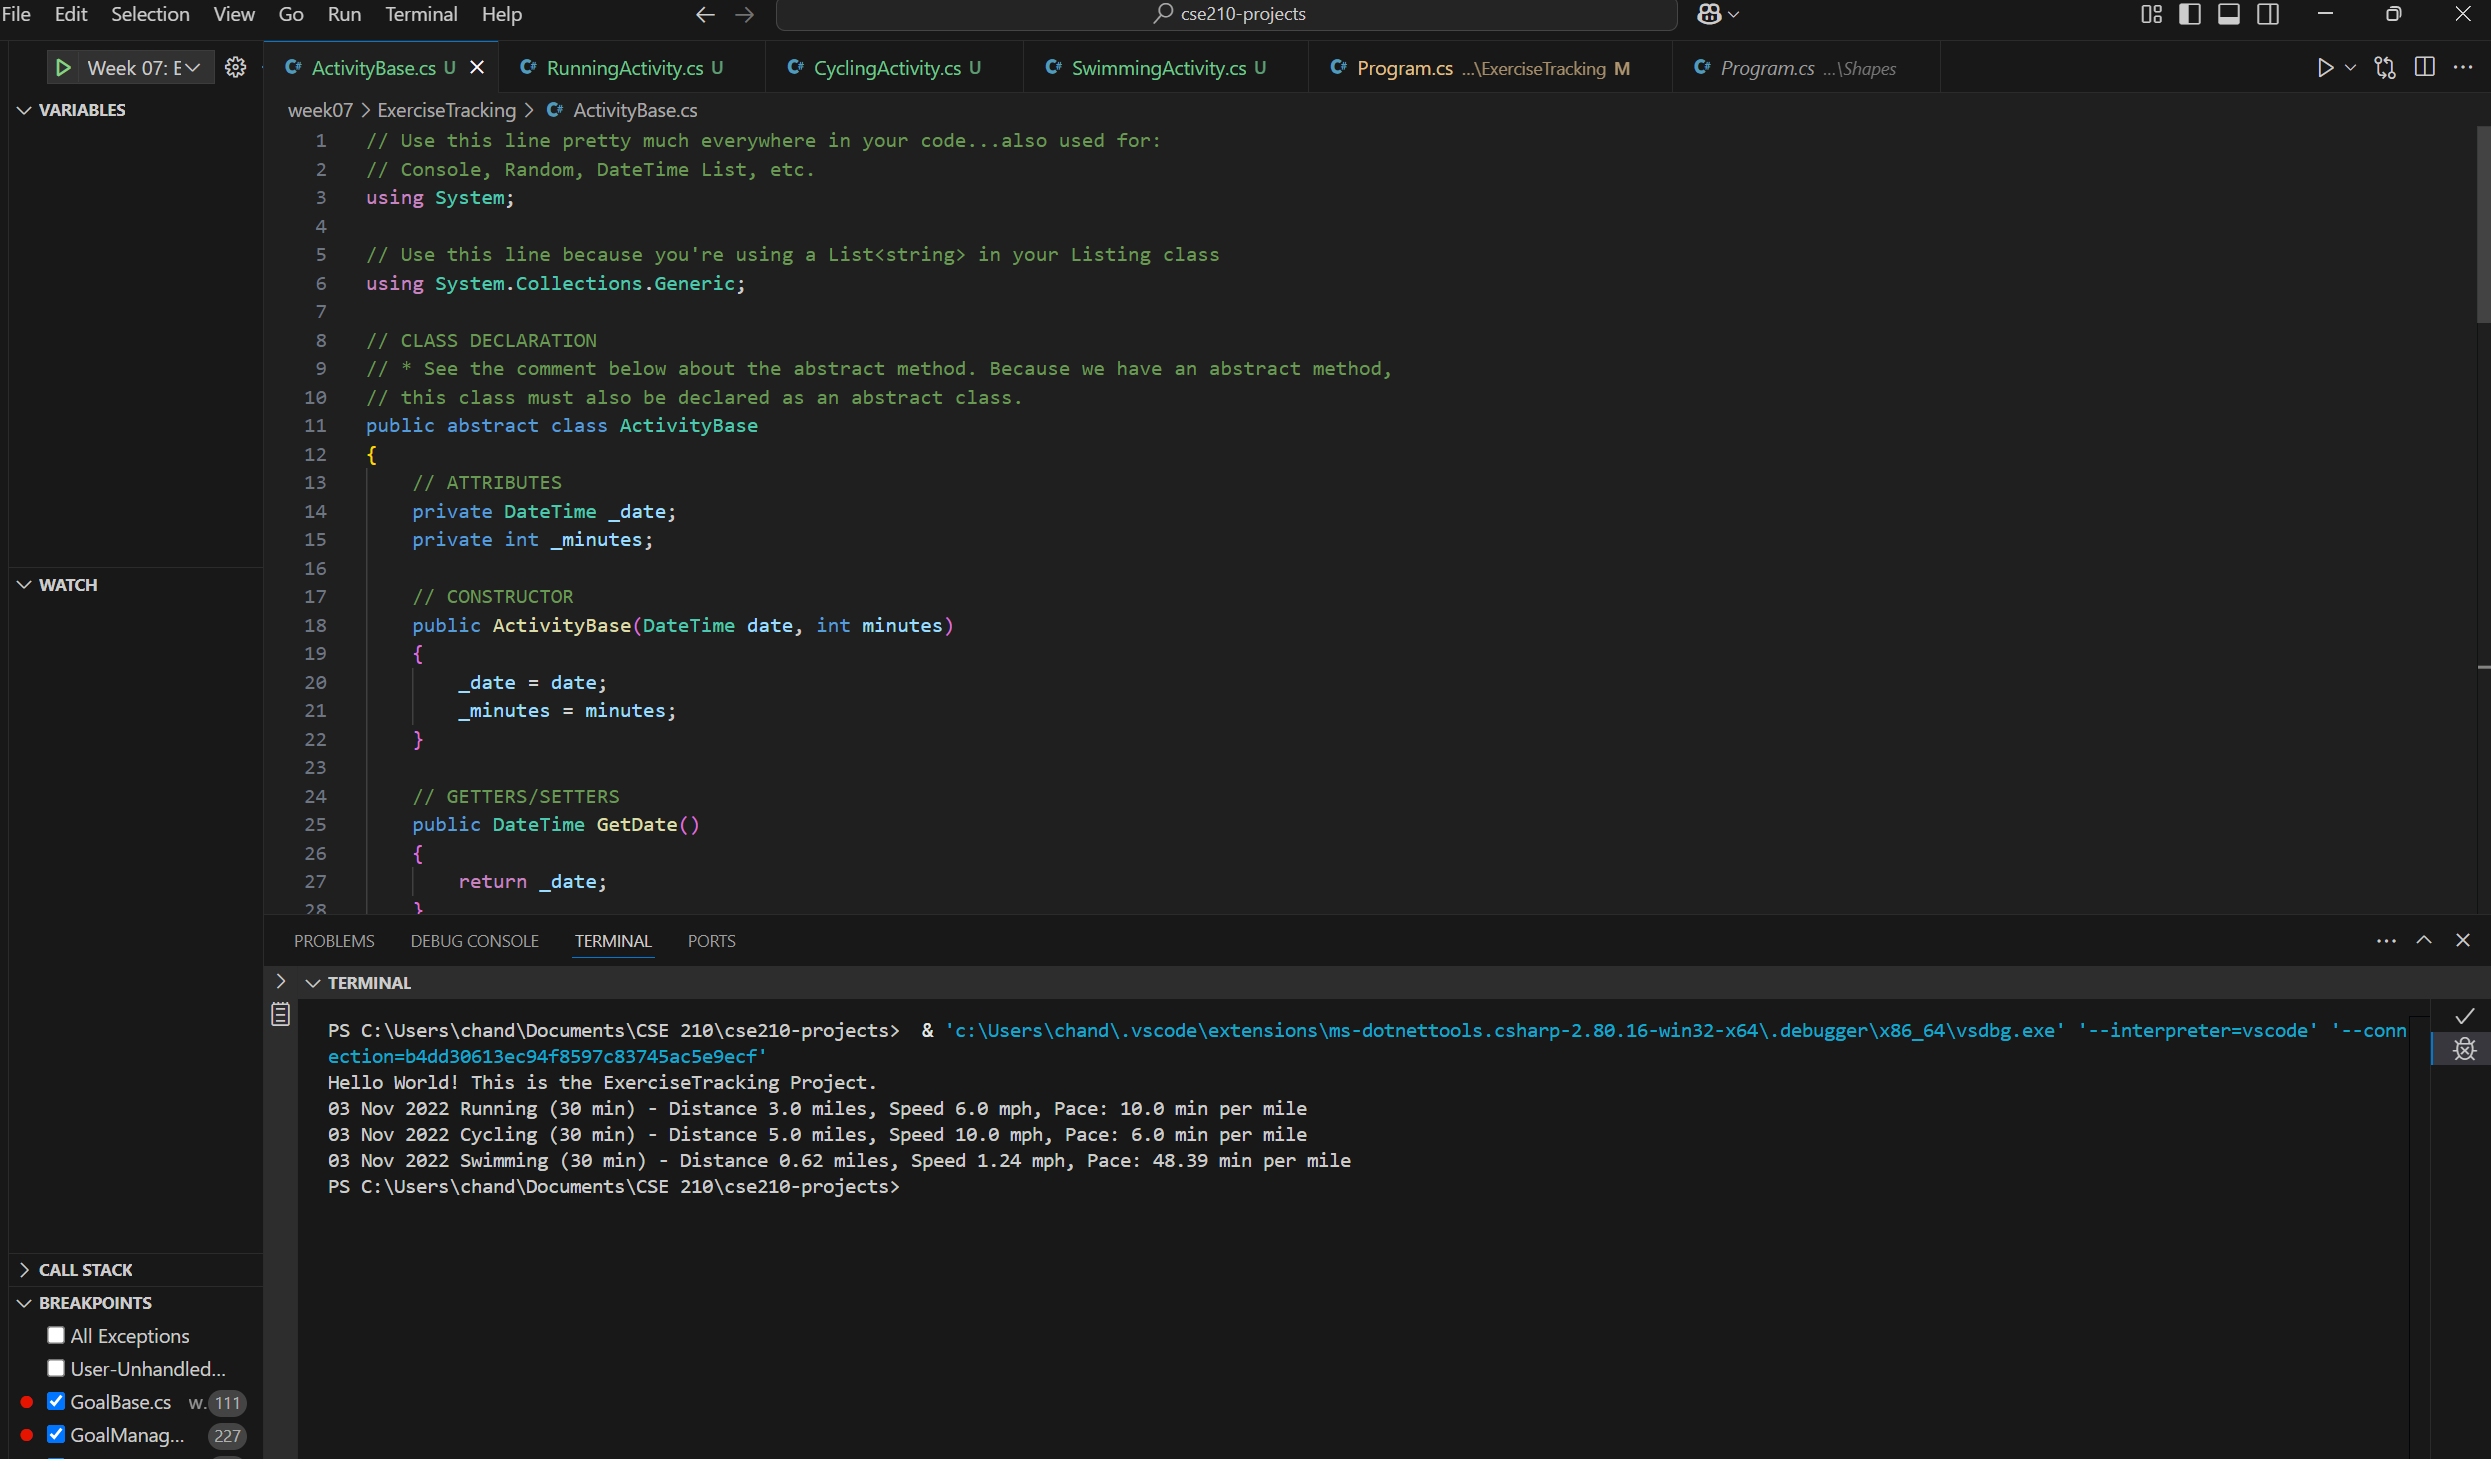 File Edit Selection View Go Run Terminal Help cse210-projects
Week 07: E ActivityBase.cs U RunningActivity.cs U CyclingActivity.cs U SwimmingActivity.cs U Program.cs ...\ExerciseTracking M Program.cs ...\Shapes
VARIABLES
WATCH
CALL STACK
BREAKPOINTS
All Exceptions
User-Unhandled...
GoalBase.cs w. 111
GoalManag... 227
week07 > ExerciseTracking > ActivityBase.cs
1 // Use this line pretty much everywhere in your code...also used for:
2 // Console, Random, DateTime List, etc.
3 using System;
4
5 // Use this line because you're using a List<string> in your Listing class
6 using System.Collections.Generic;
7
8 // CLASS DECLARATION
9 // * See the comment below about the abstract method. Because we have an abstract method,
10 // this class must also be declared as an abstract class.
11 public abstract class ActivityBase
12 {
13 // ATTRIBUTES
14 private DateTime _date;
15 private int _minutes;
16
17 // CONSTRUCTOR
18 public ActivityBase(DateTime date, int minutes)
19 {
20 _date = date;
21 _minutes = minutes;
22 }
23
24 // GETTERS/SETTERS
25 public DateTime GetDate()
26 {
27 return _date;
28 }
PROBLEMS DEBUG CONSOLE TERMINAL PORTS
TERMINAL
PS C:\Users\chand\Documents\CSE 210\cse210-projects> & 'c:\Users\chand\.vscode\extensions\ms-dotnettools.csharp-2.80.16-win32-x64\.debugger\x86_64\vsdbg.exe' '--interpreter=vscode' '--conn
ection=b4dd30613ec94f8597c83745ac5e9ecf'
Hello World! This is the ExerciseTracking Project.
03 Nov 2022 Running (30 min) - Distance 3.0 miles, Speed 6.0 mph, Pace: 10.0 min per mile
03 Nov 2022 Cycling (30 min) - Distance 5.0 miles, Speed 10.0 mph, Pace: 6.0 min per mile
03 Nov 2022 Swimming (30 min) - Distance 0.62 miles, Speed 1.24 mph, Pace: 48.39 min per mile
PS C:\Users\chand\Documents\CSE 210\cse210-projects>